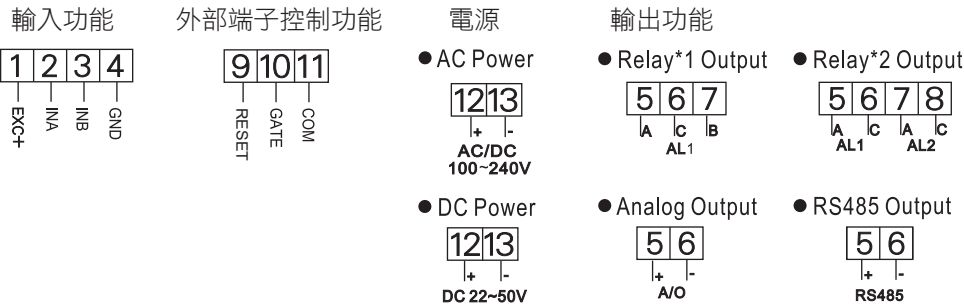 輸入功能
1 2 3 4
EXC+ INA INB GND
外部端子控制功能
9 10 11
RESET GATE COM
電源
● AC Power
12 13
+ -
AC/DC
100~240V
● DC Power
12 13
+ -
DC 22~50V
輸出功能
● Relay*1 Output
5 6 7
A C B
AL1
● Relay*2 Output
5 6 7 8
A C A C
AL1 AL2
● Analog Output
5 6
+ -
A/O
● RS485 Output
5 6
+ -
RS485